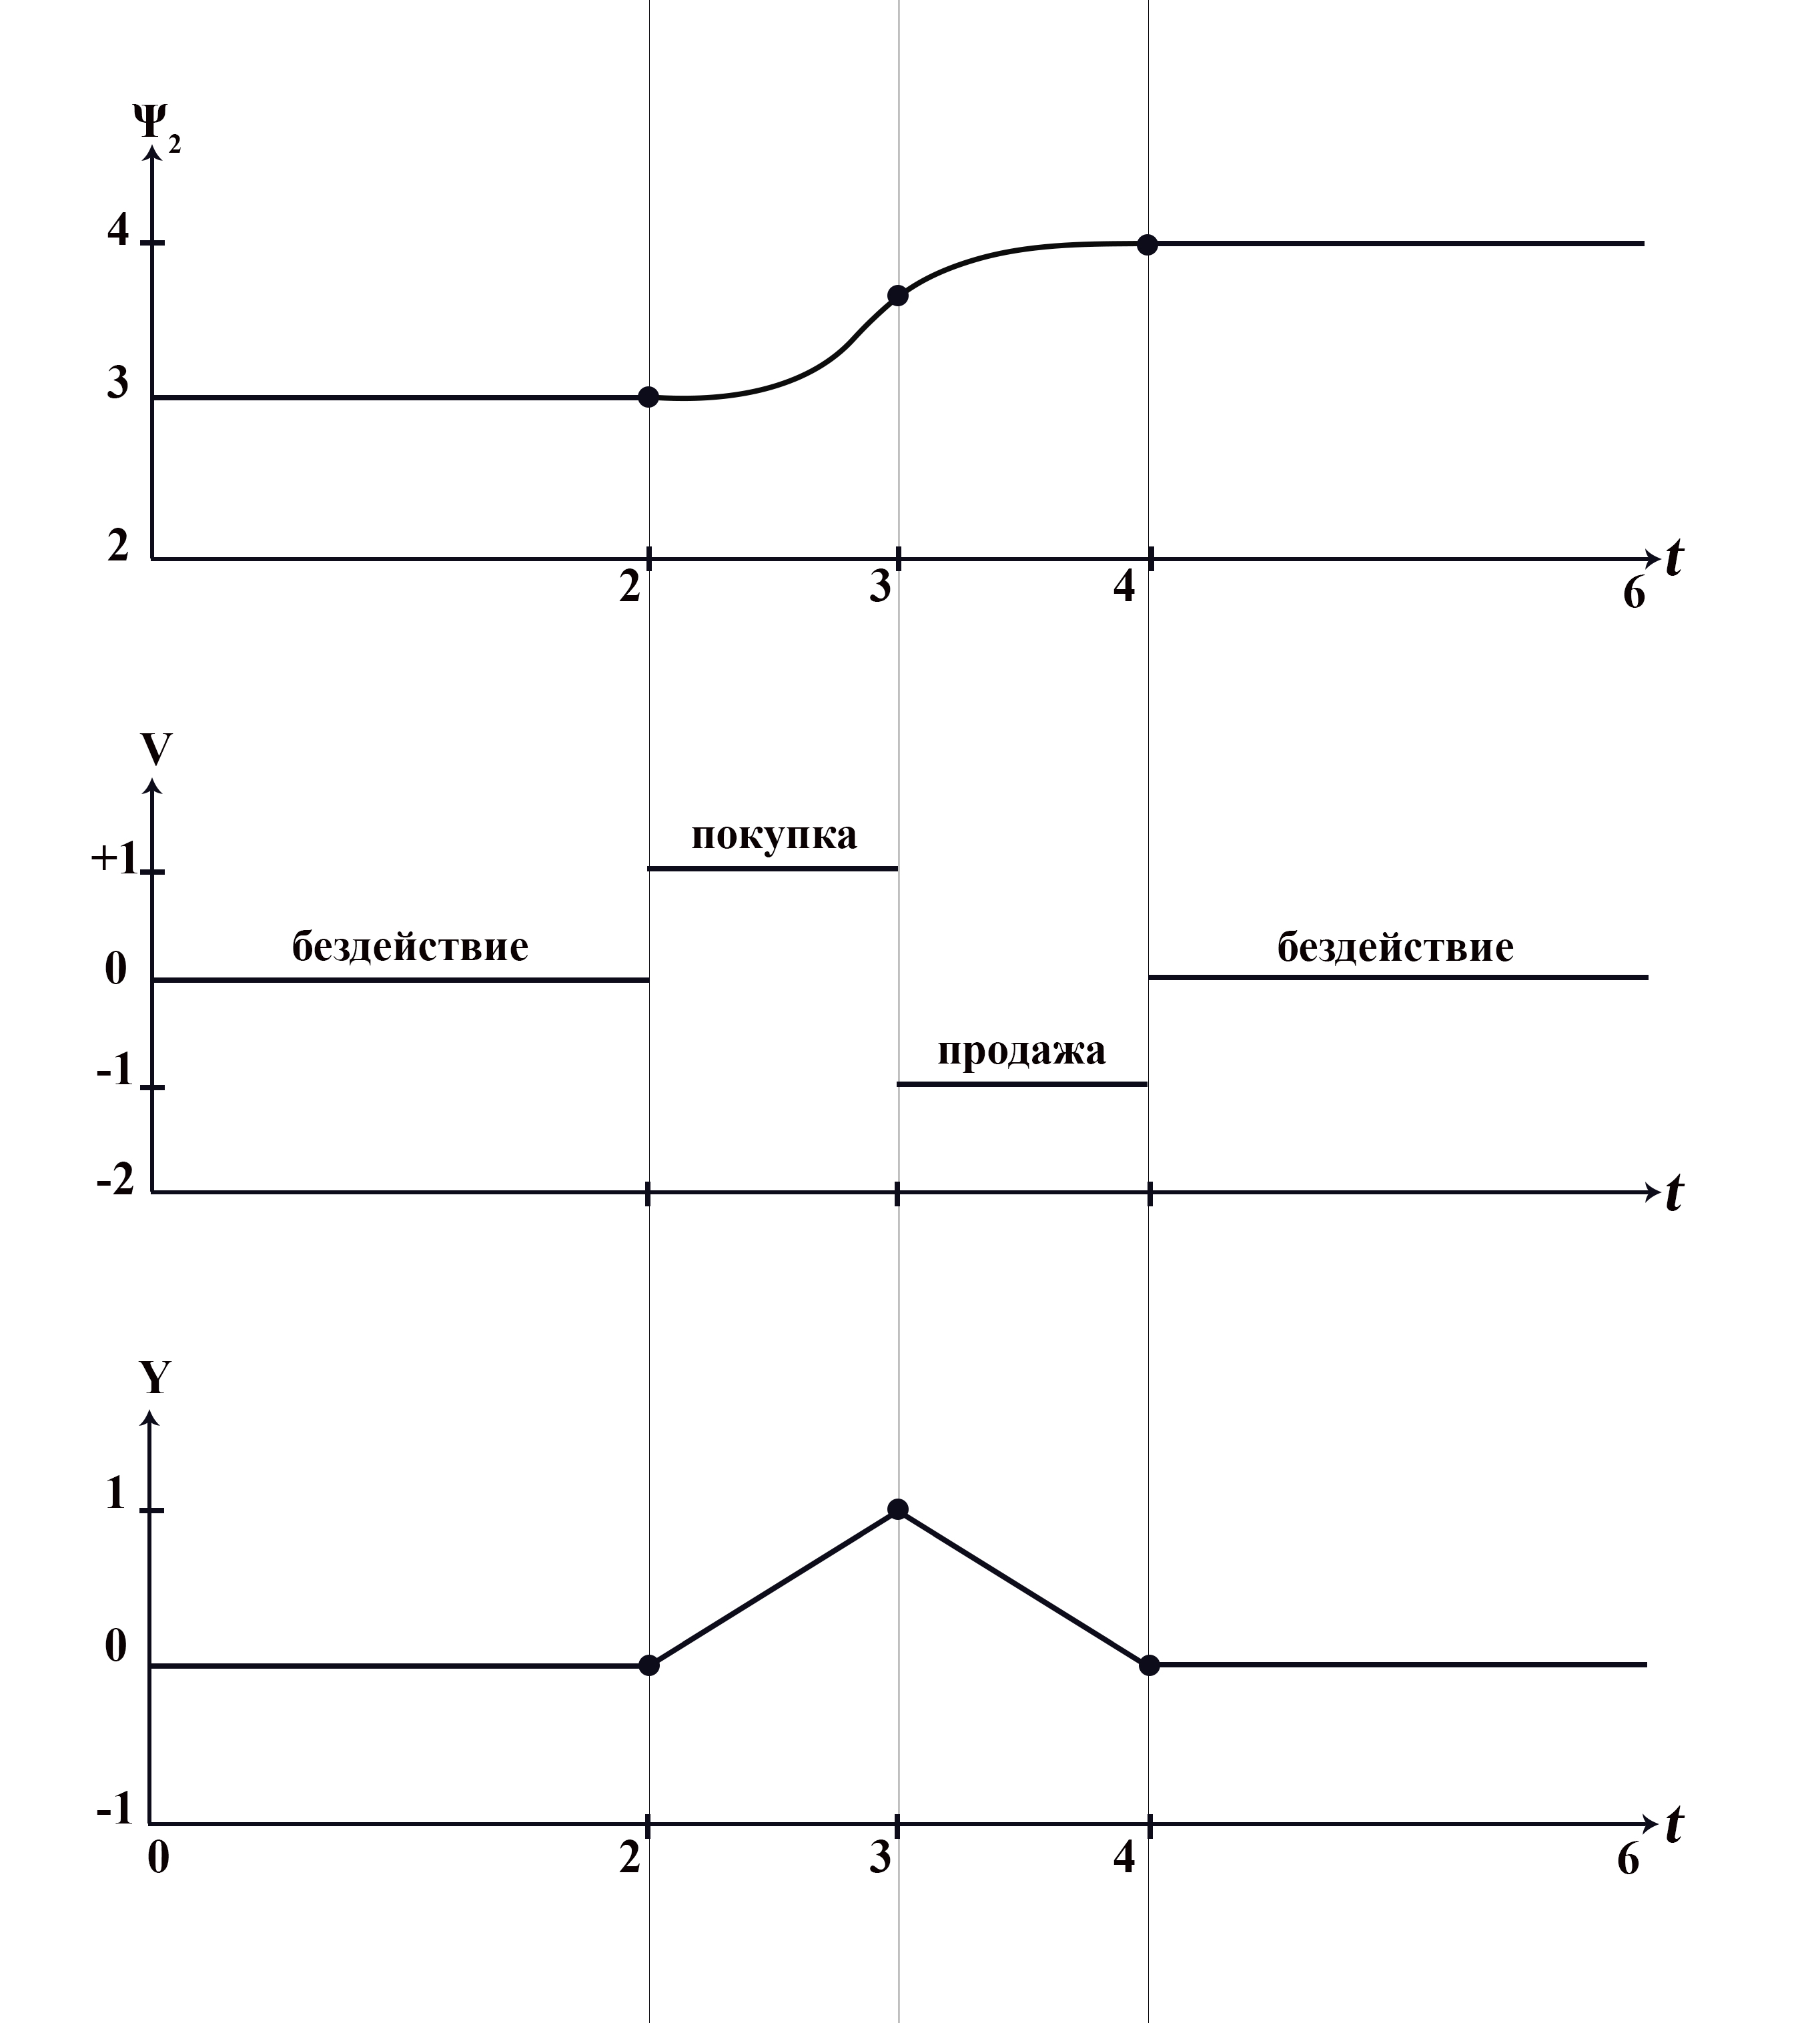 Ψ2
4
3
2
2 3 4 6 t
V
+1
покупка
бездействие
бездействие
0
продажа
-1
-2
t
Y
1
0
-1
0 2 3 4 6 t